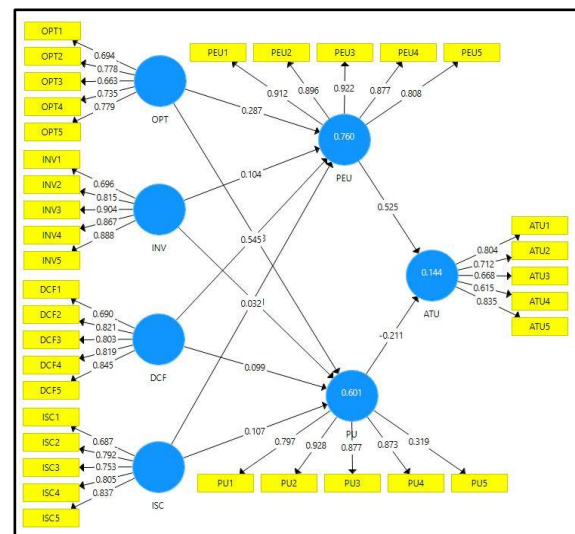 OPT1
OPT2
OPT3
OPT4
OPT5
0.694
0.778
0.663
0.735
0.779
OPT
INV1
INV2
INV3
INV4
INV5
0.696
0.815
0.904
0.867
0.888
INV
DCF1
DCF2
DCF3
DCF4
DCF5
0.690
0.821
0.803
0.819
0.845
DCF
ISC1
ISC2
ISC3
ISC4
ISC5
0.687
0.792
0.753
0.805
0.837
ISC
0.287
0.104
0.545
0.032
0.099
0.107
PEU1
PEU2
PEU3
PEU4
PEU5
0.912
0.896
0.922
0.877
0.808
0.760
PEU
0.525
-0.211
0.601
PU
0.797
0.928
0.877
0.873
0.319
PU1
PU2
PU3
PU4
PU5
0.144
ATU
0.804
0.712
0.668
0.615
0.835
ATU1
ATU2
ATU3
ATU4
ATU5